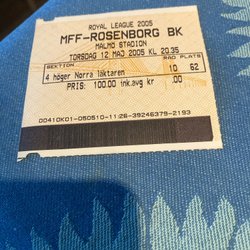 ROYAL LEAGUE 2005
MFF-ROSENBORG BK
MALMÖ STADION
TORSDAG 12 MAJ 2005 KL 20.35
SEKTION RAD PLATS
4 höger Norra läktaren 10 62
PRIS: 100.00 ink.avg kr .00
00410K01-050510-11:26-39246379-2193